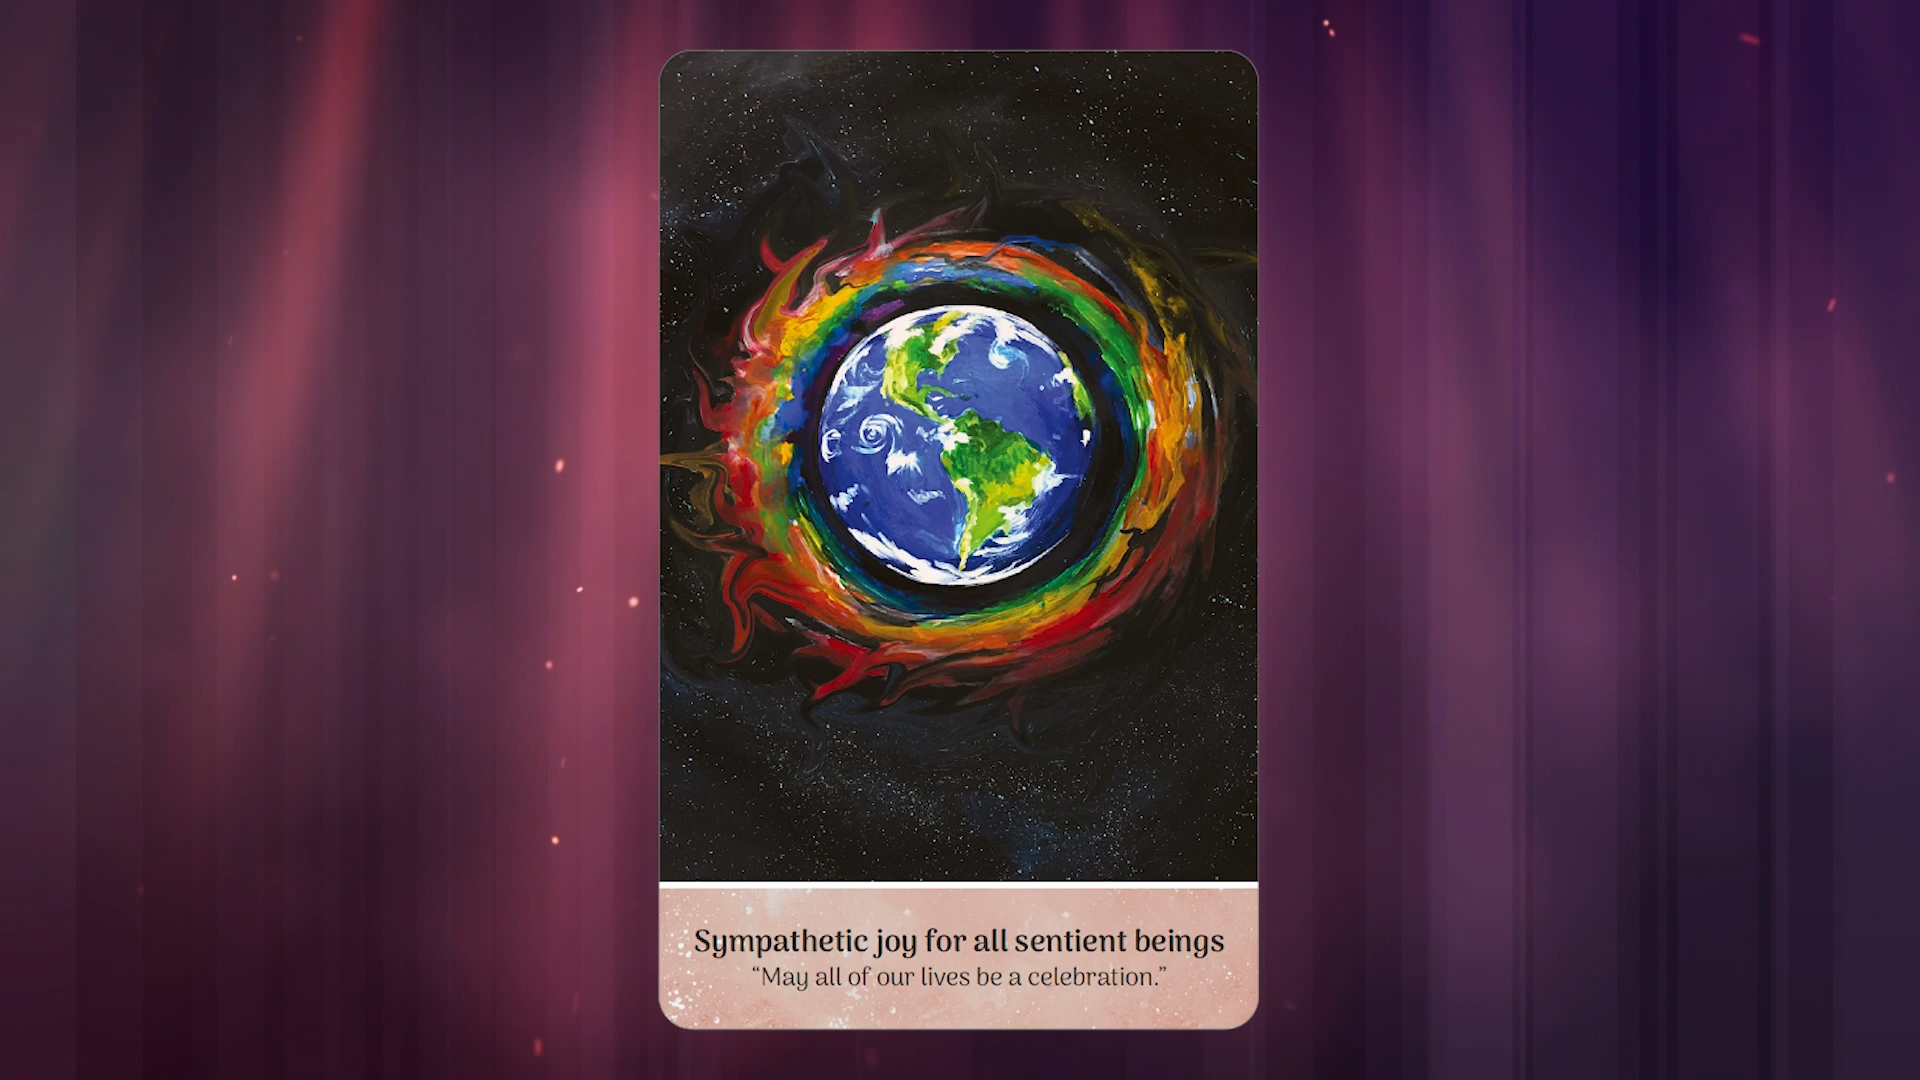 Sympathetic joy for all sentient beings
“May all of our lives be a celebration.”